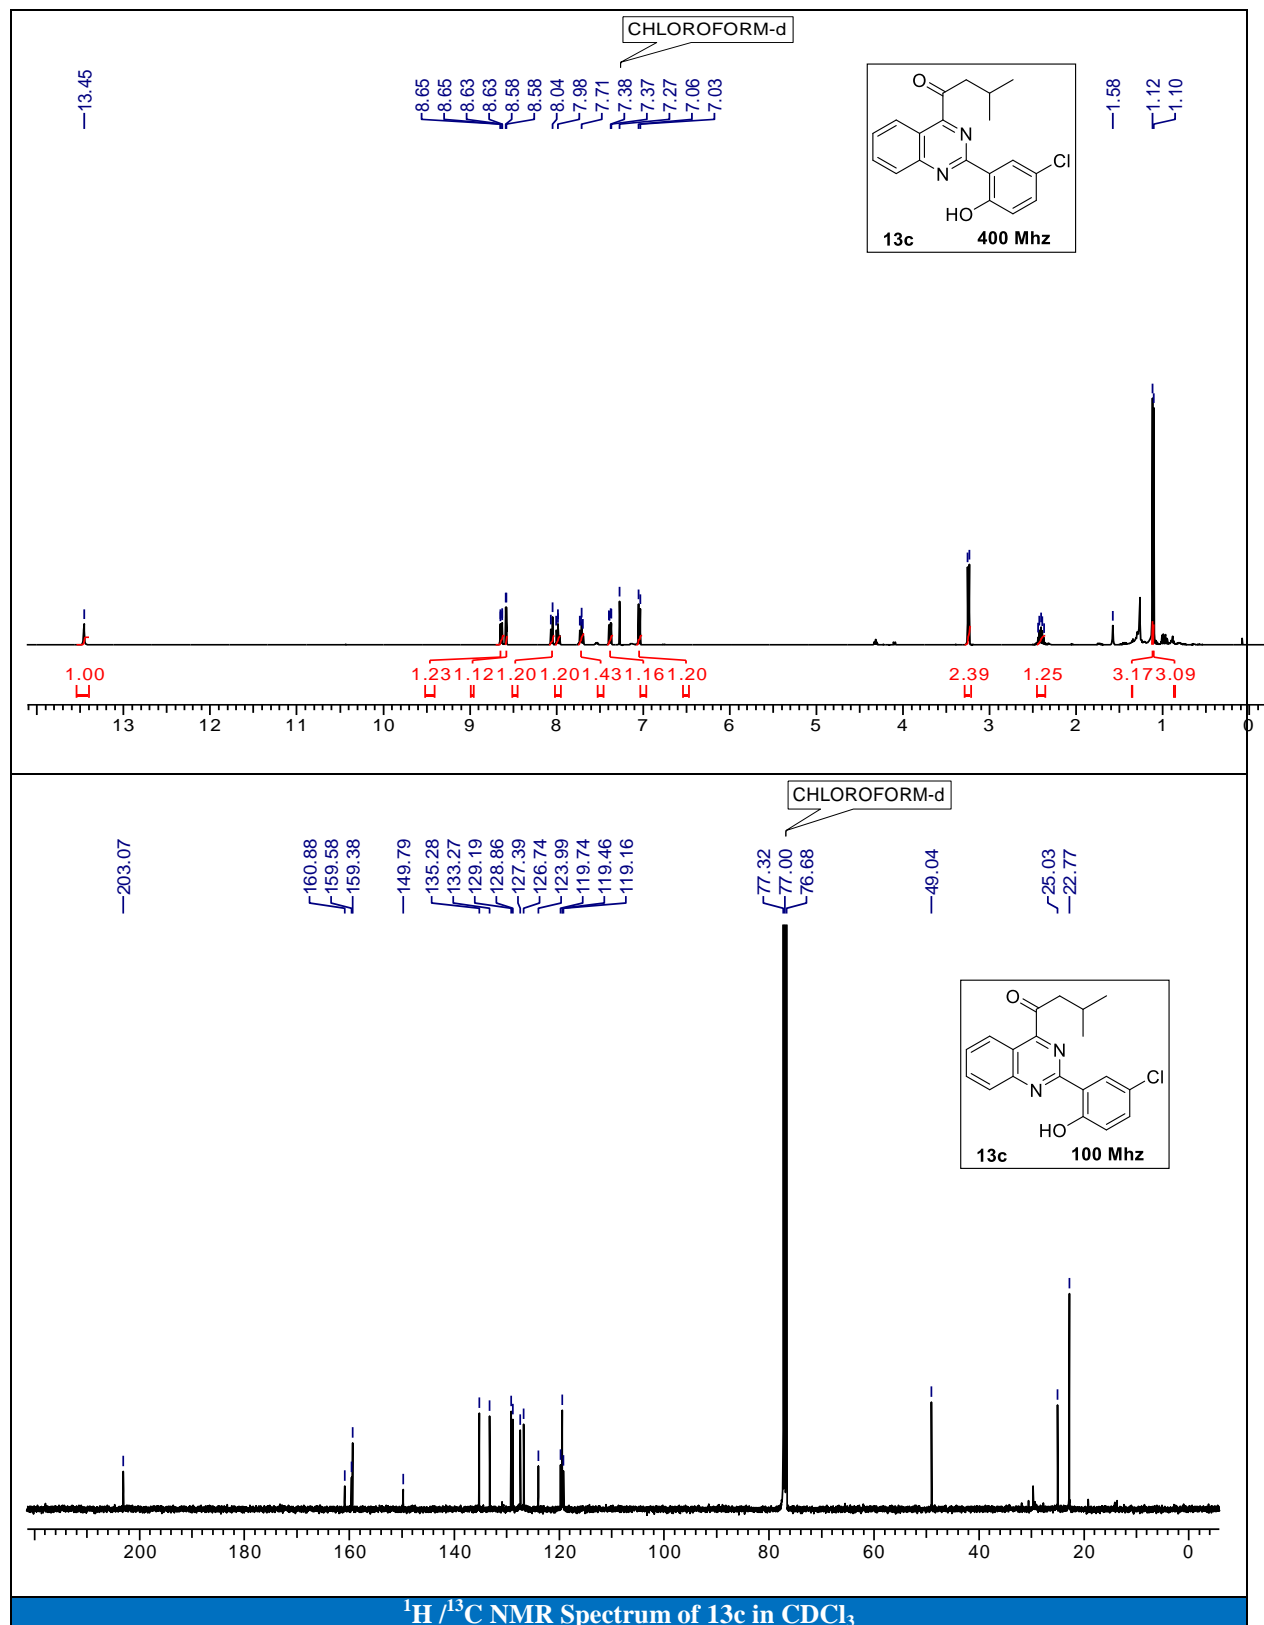 CHLOROFORM-d
13.45
8.65
8.65
8.63
8.63
8.58
8.58
8.04
7.98
7.71
7.38
7.37
7.27
7.06
7.03
1.58
1.12
1.10
O
N
N
Cl
HO
13c 400 Mhz
1.00 1.23 1.12 1.20 1.20 1.43 1.16 1.20 2.39 1.25 3.17 3.09
13 12 11 10 9 8 7 6 5 4 3 2 1 0
CHLOROFORM-d
203.07
160.88
159.58
159.38
149.79
135.28
133.27
129.19
128.86
127.39
126.74
123.99
119.74
119.46
119.16
77.32
77.00
76.68
49.04
25.03
22.77
O
N
N
Cl
HO
13c 100 Mhz
200 180 160 140 120 100 80 60 40 20 0
¹H /¹³C NMR Spectrum of 13c in CDCl₃